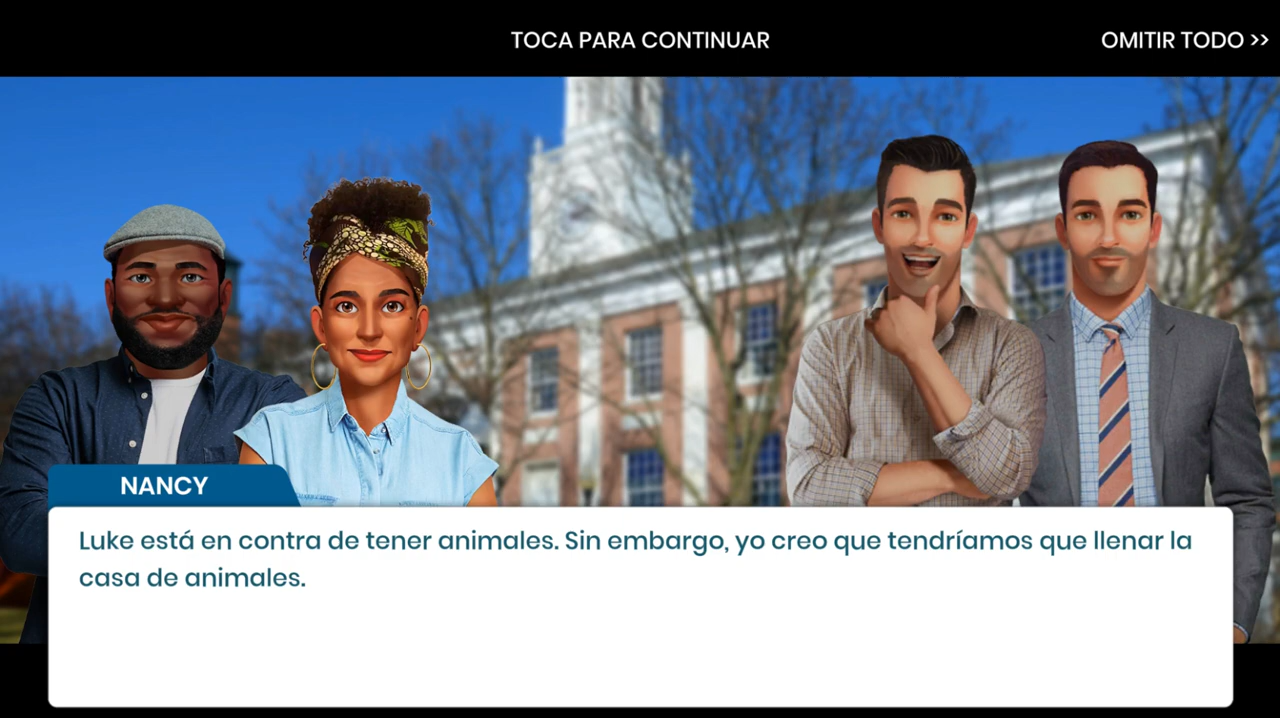 TOCA PARA CONTINUAR
OMITIR TODO >>
NANCY
Luke está en contra de tener animales. Sin embargo, yo creo que tendríamos que llenar la
casa de animales.